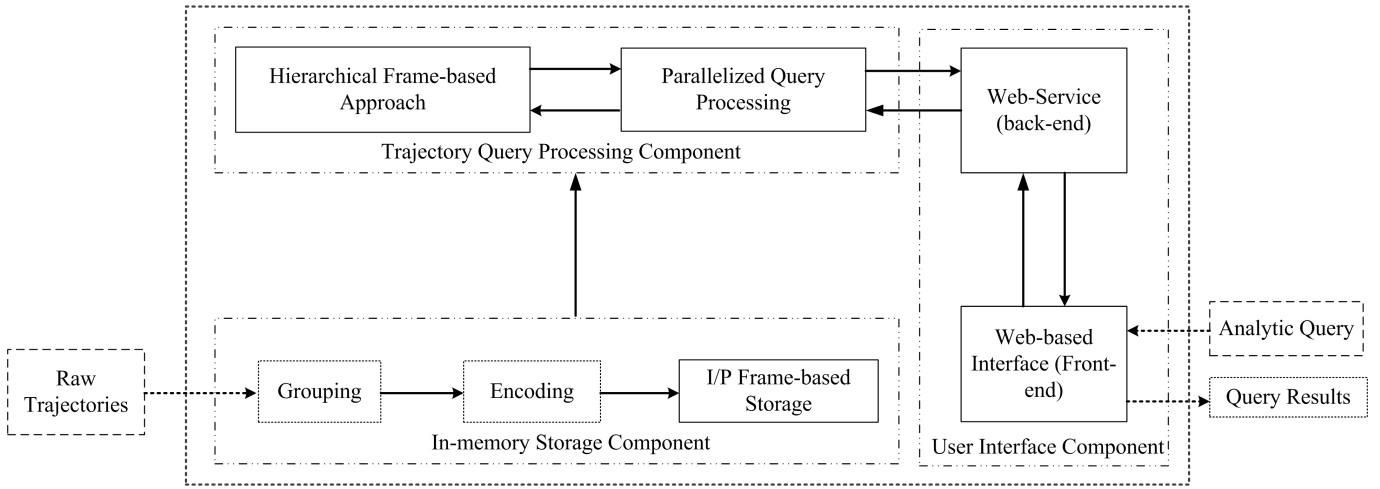 Hierarchical Frame-based
Approach
Parallelized Query
Processing
Trajectory Query Processing Component
Web-Service
(back-end)
Raw
Trajectories
Grouping
Encoding
I/P Frame-based
Storage
In-memory Storage Component
Web-based
Interface (Front-
end)
User Interface Component
Analytic Query
Query Results